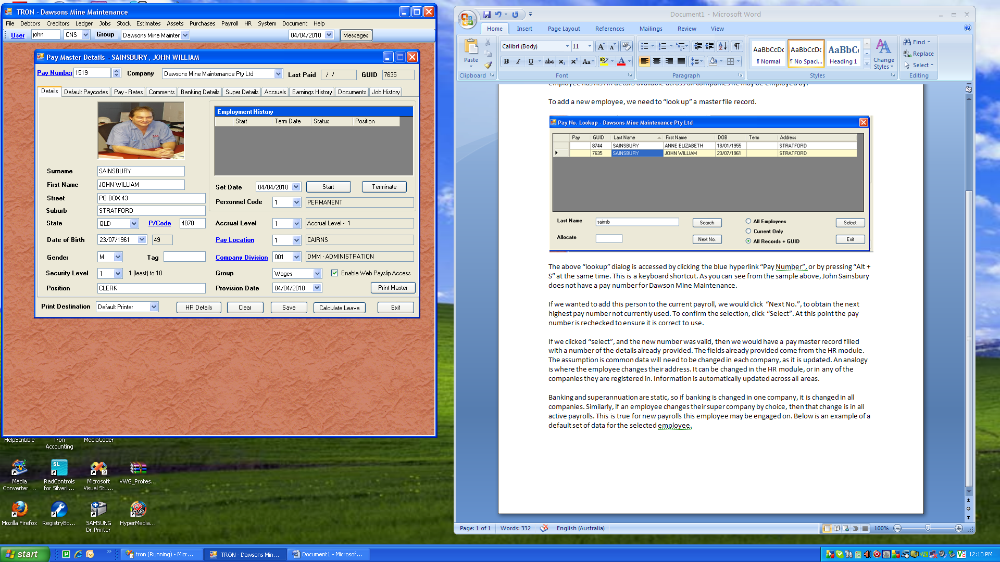 TRON - Dawsons Mine Maintenance
File Debtors Creditors Ledger Jobs Stock Estimates Assets Purchases Payroll HR System Document Help
User john CNS Group Dawsons Mine Mainter 04/04/2010 Messages
Pay Master Details - SAINSBURY , JOHN WILLIAM
Pay Number 1519 Company Dawsons Mine Maintenance Pty Ltd Last Paid / / GUID 7635
Details Default Paycodes Pay - Rates Comments Banking Details Super Details Accruals Earnings History Documents Job History
Employment History
Start Term Date Status Position
Surname SAINSBURY
First Name JOHN WILLIAM
Street PO BOX 43
Suburb STRATFORD
State QLD P/Code 4870
Date of Birth 23/07/1961 49
Gender M Tag
Security Level 1 1 (least) to 10
Position CLERK
Set Date 04/04/2010 Start Terminate
Personnel Code 1 PERMANENT
Accrual Level 1 Accrual Level - 1
Pay Location 1 CAIRNS
Company Division 001 DMM - ADMINISTRATION
Group Wages Enable Web Payslip Access
Provision Date 04/04/2010 Print Master
Print Destination Default Printer HR Details Clear Save Calculate Leave Exit
HelpScribble
Tron Accounting
MediaCoder
Media Converter ...
RadControls for Silverli...
Microsoft Visual Stu...
VWG_Profes...
Mozilla Firefox
RegistryBo...
SAMSUNG Dr.Printer
HyperMedia...
Document1 - Microsoft Word
Home Insert Page Layout References Mailings Review View
Paste
Clipboard
Calibri (Body) 11
Font
Paragraph
AaBbCcDc AaBbCcDc AaBbCc
¶ Normal ¶ No Spaci... Heading 1
Change Styles
Styles
Find
Replace
Select
Editing
employee has his HR details available across all companies he may be employed by.
To add a new employee, we need to “look up” a master file record.
Pay No. Lookup - Dawsons Mine Maintenance Pty Ltd
Pay GUID Last Name First Name DOB Term Address
8744 SAINSBURY ANNE ELIZABETH 18/01/1955 STRATFORD
7635 SAINSBURY JOHN WILLIAM 23/07/1961 STRATFORD
Last Name sainsb Search All Employees Select
Current Only
Allocate Next No. All Records + GUID Exit
The above “lookup” dialog is accessed by clicking the blue hyperlink “Pay Number”, or by pressing “Alt +
S” at the same time. This is a keyboard shortcut. As you can see from the sample above, John Sainsbury
does not have a pay number for Dawson Mine Maintenance.
If we wanted to add this person to the current payroll, we would click “Next No.”, to obtain the next
highest pay number not currently used. To confirm the selection, click “Select”. At this point the pay
number is rechecked to ensure it is correct to use.
If we clicked “select”, and the new number was valid, then we would have a pay master record filled
with a number of the details already provided. The fields already provided come from the HR module.
The assumption is common data will need to be changed in each company, as it is updated. An analogy
is where the employee changes their address. It can be changed in the HR module, or in any of the
companies they are registered in. Information is automatically updated across all areas.
Banking and superannuation are static, so if banking is changed in one company, it is changed in all
companies. Similarly, if an employee changes their super company by choice, then that change is in all
active payrolls. This is true for new payrolls this employee may be engaged on. Below is an example of a
default set of data for the selected employee.
Page: 1 of 1 Words: 332 English (Australia) 100%
start tron (Running) - Micr... TRON - Dawsons Min... Document1 - Microsof... 12:10 PM